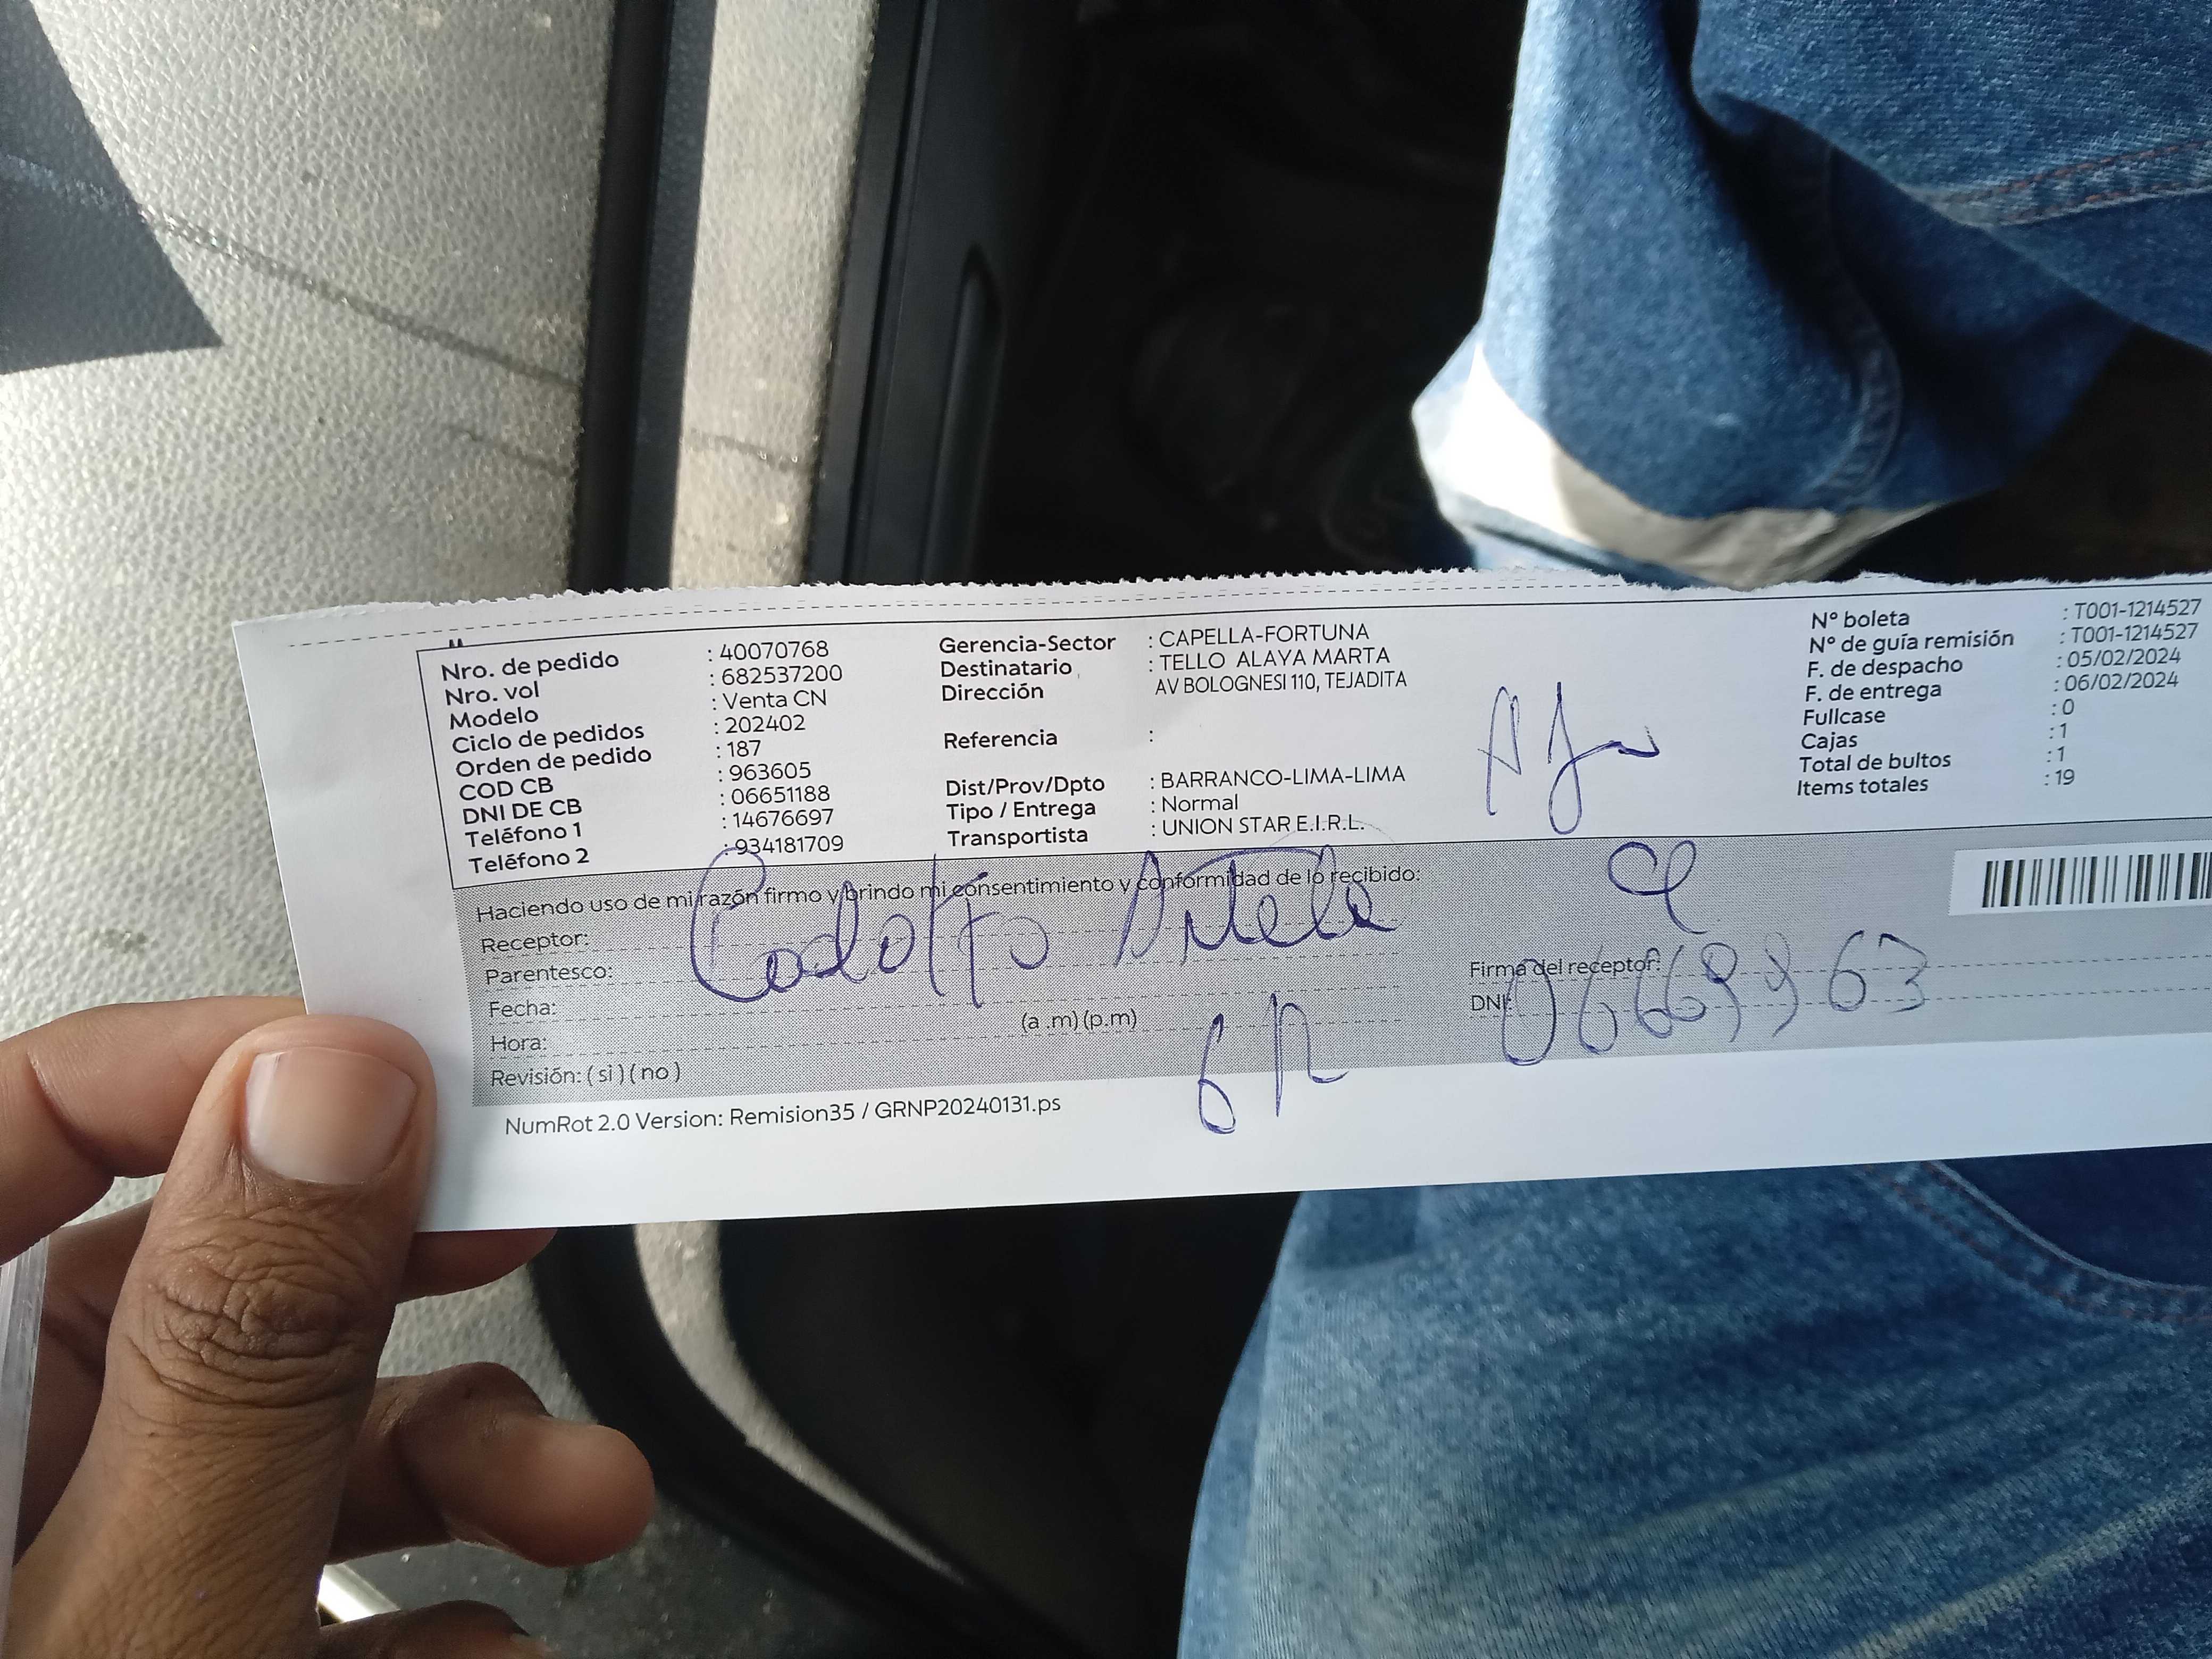 Nro. de pedido : 40070768
Nro. vol : 682537200
Modelo : Venta CN
Ciclo de pedidos : 202402
Orden de pedido : 187
COD CB : 963605
DNI DE CB : 06651188
Teléfono 1 : 14676697
Teléfono 2 : 934181709
Gerencia-Sector : CAPELLA-FORTUNA
Destinatario : TELLO ALAYA MARTA
Dirección AV BOLOGNESI 110, TEJADITA
Referencia :
Dist/Prov/Dpto : BARRANCO-LIMA-LIMA
Tipo / Entrega : Normal
Transportista : UNION STAR E.I.R.L.
N° boleta : T001-1214527
N° de guía remisión : T001-1214527
F. de despacho : 05/02/2024
F. de entrega : 06/02/2024
Fullcase : 0
Cajas : 1
Total de bultos : 1
Items totales : 19
Haciendo uso de mi razón firmo y brindo mi consentimiento y conformidad de lo recibido:
Receptor:
Parentesco:
Fecha:
Hora: (a .m) (p.m)
Revisión: ( sì ) ( no )
Firma del receptor:
DNI:
NumRot 2.0 Version: Remision35 / GRNP20240131.ps